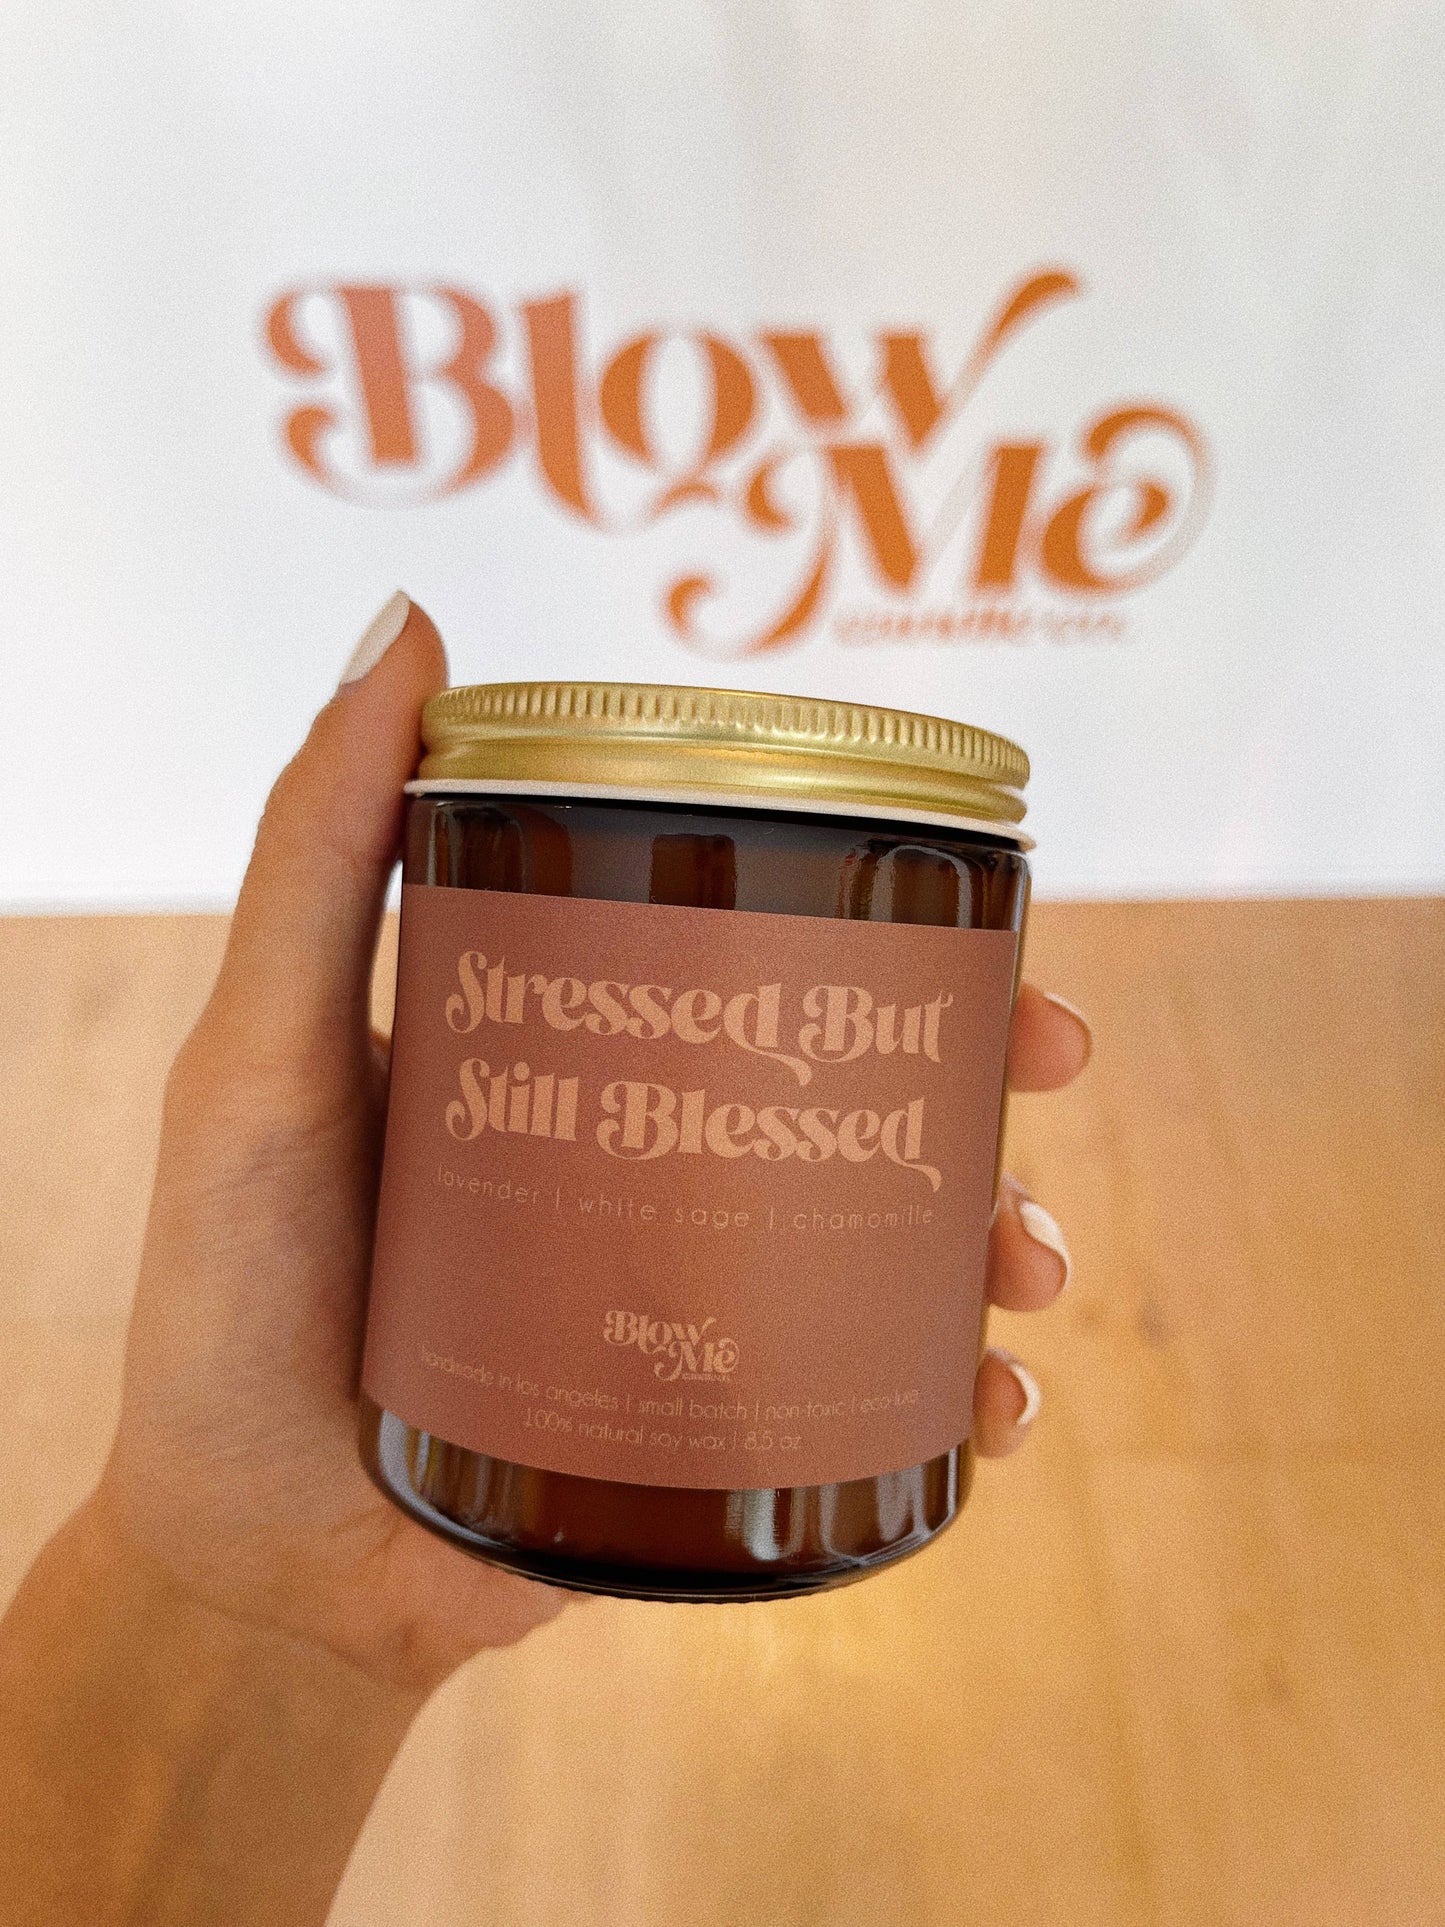 Blow
Me
Stressed But
Still Blessed
lavender | white sage | chamomille
Blow
Me
handmade in los angeles | small batch | non-toxic | eco-luxe
100% natural soy wax | 8.5 oz